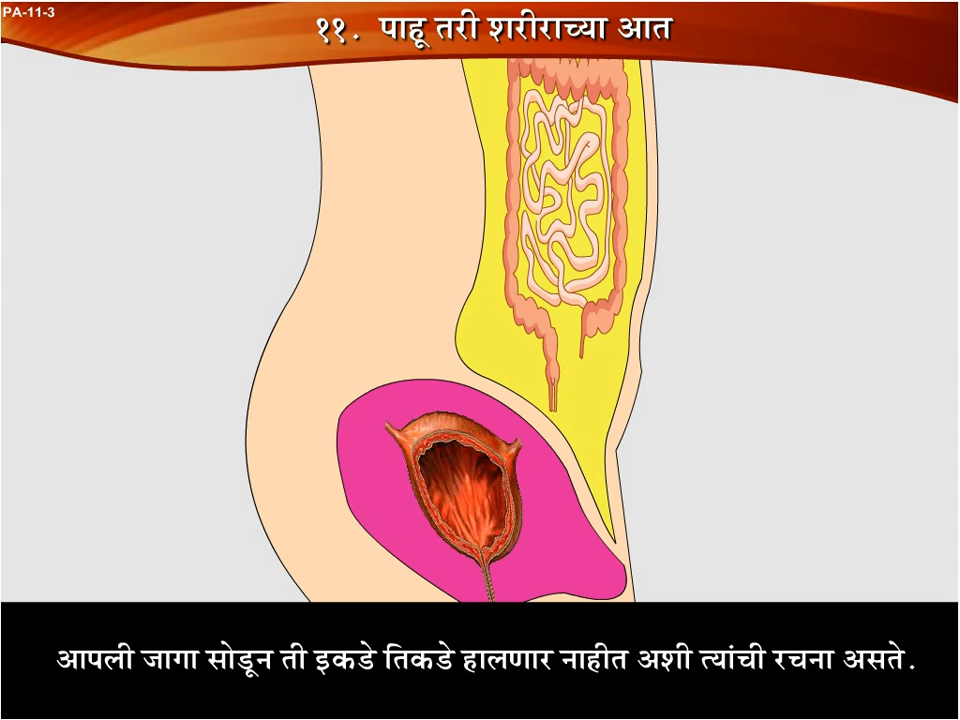 PA-11-3
११. पाहू तरी शरीराच्या आत
आपली जागा सोडून ती इकडे तिकडे हालणार नाहीत अशी त्यांची रचना असते.